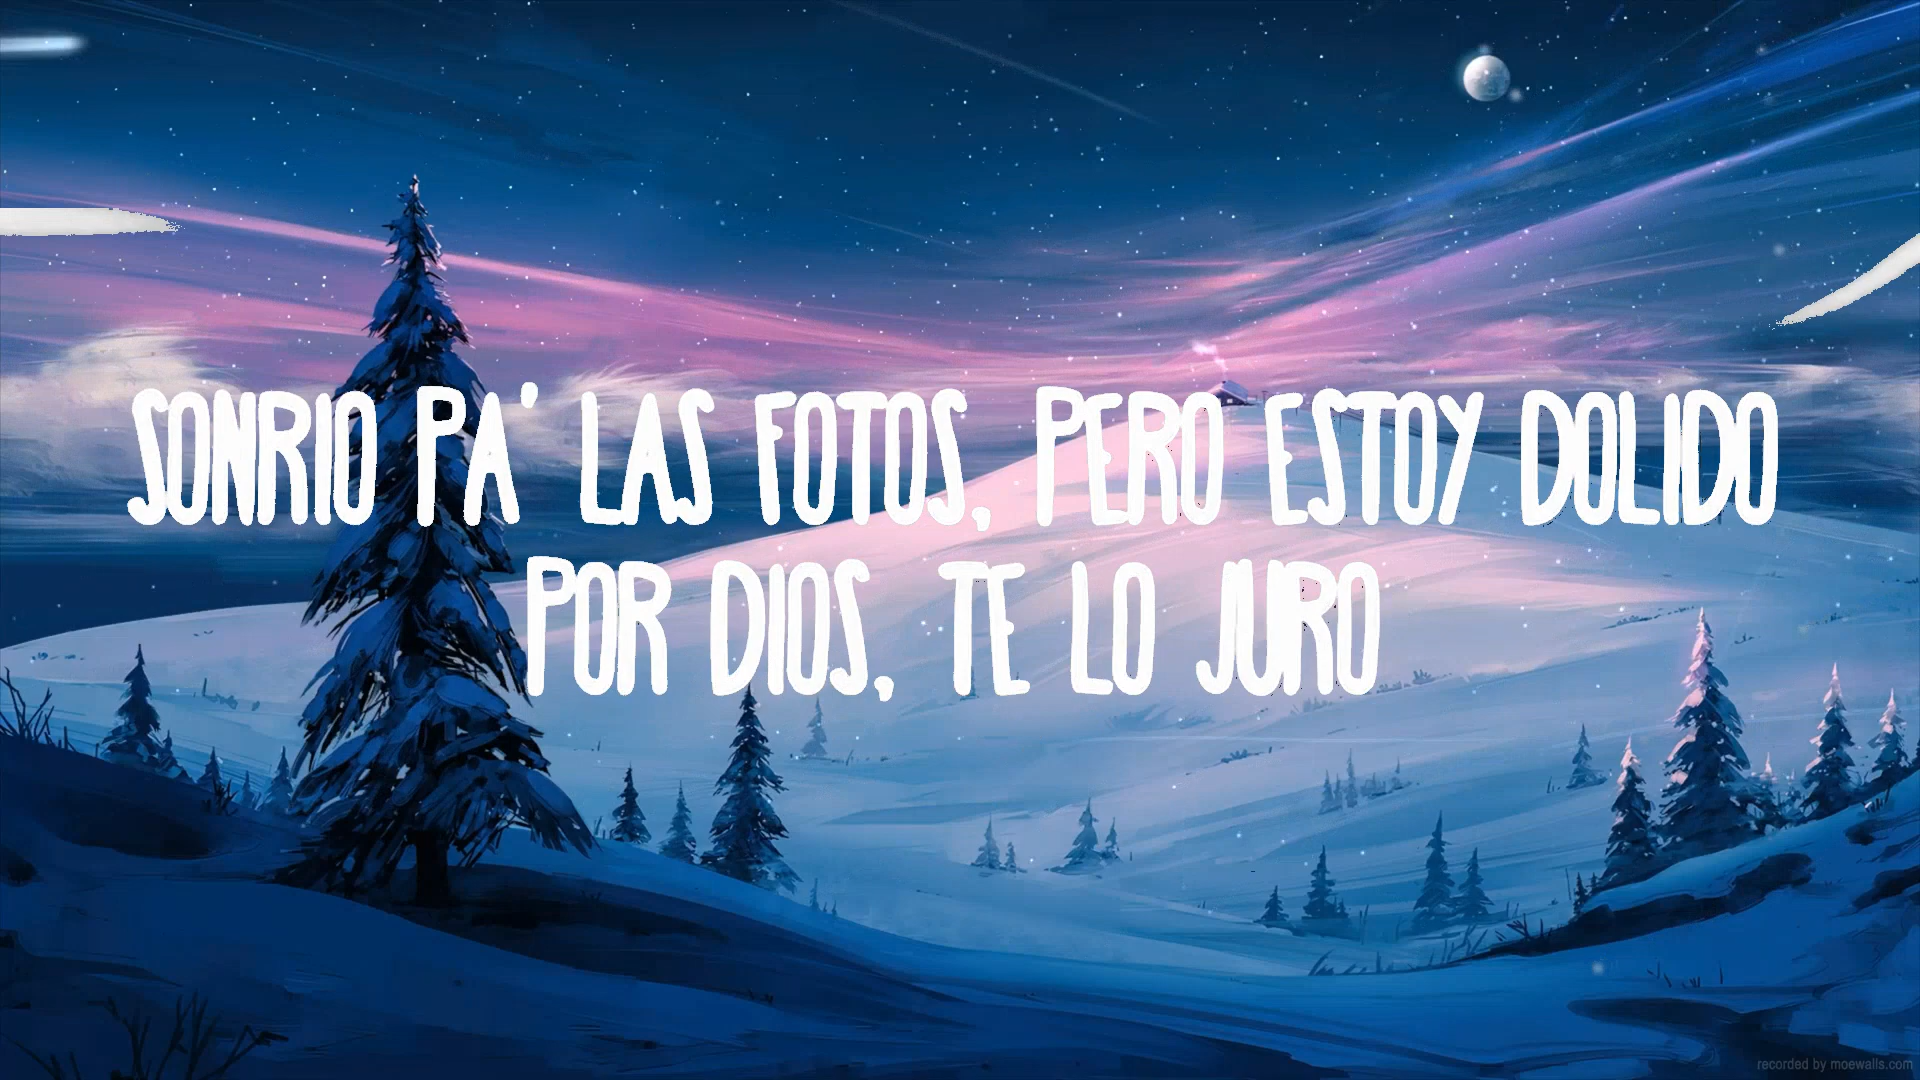 SONRIO PA' LAS FOTOS, PERO ESTOY DOLIDO
POR DIOS, TE LO JURO
recorded by moewalls.com